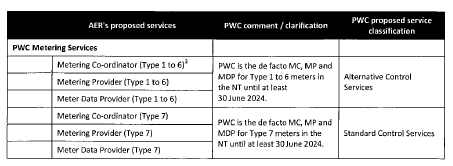 AER's proposed services
PWC comment / clarification
PWC proposed service
classification
PWC Metering Services
Metering Co-ordinator (Type 1 to 6)³
Metering Provider (Type 1 to 6)
Meter Data Provider (Type 1 to 6)
PWC is the de facto MC, MP and
MDP for Type 1 to 6 meters in
the NT until at least
30 June 2024.
Alternative Control
Services
Metering Co-ordinator (Type 7)
Metering Provider (Type 7)
Meter Data Provider (Type 7)
PWC is the de facto MC, MP and
MDP for Type 7 meters in
the NT until at least 30 June 2024.
Standard Control Services